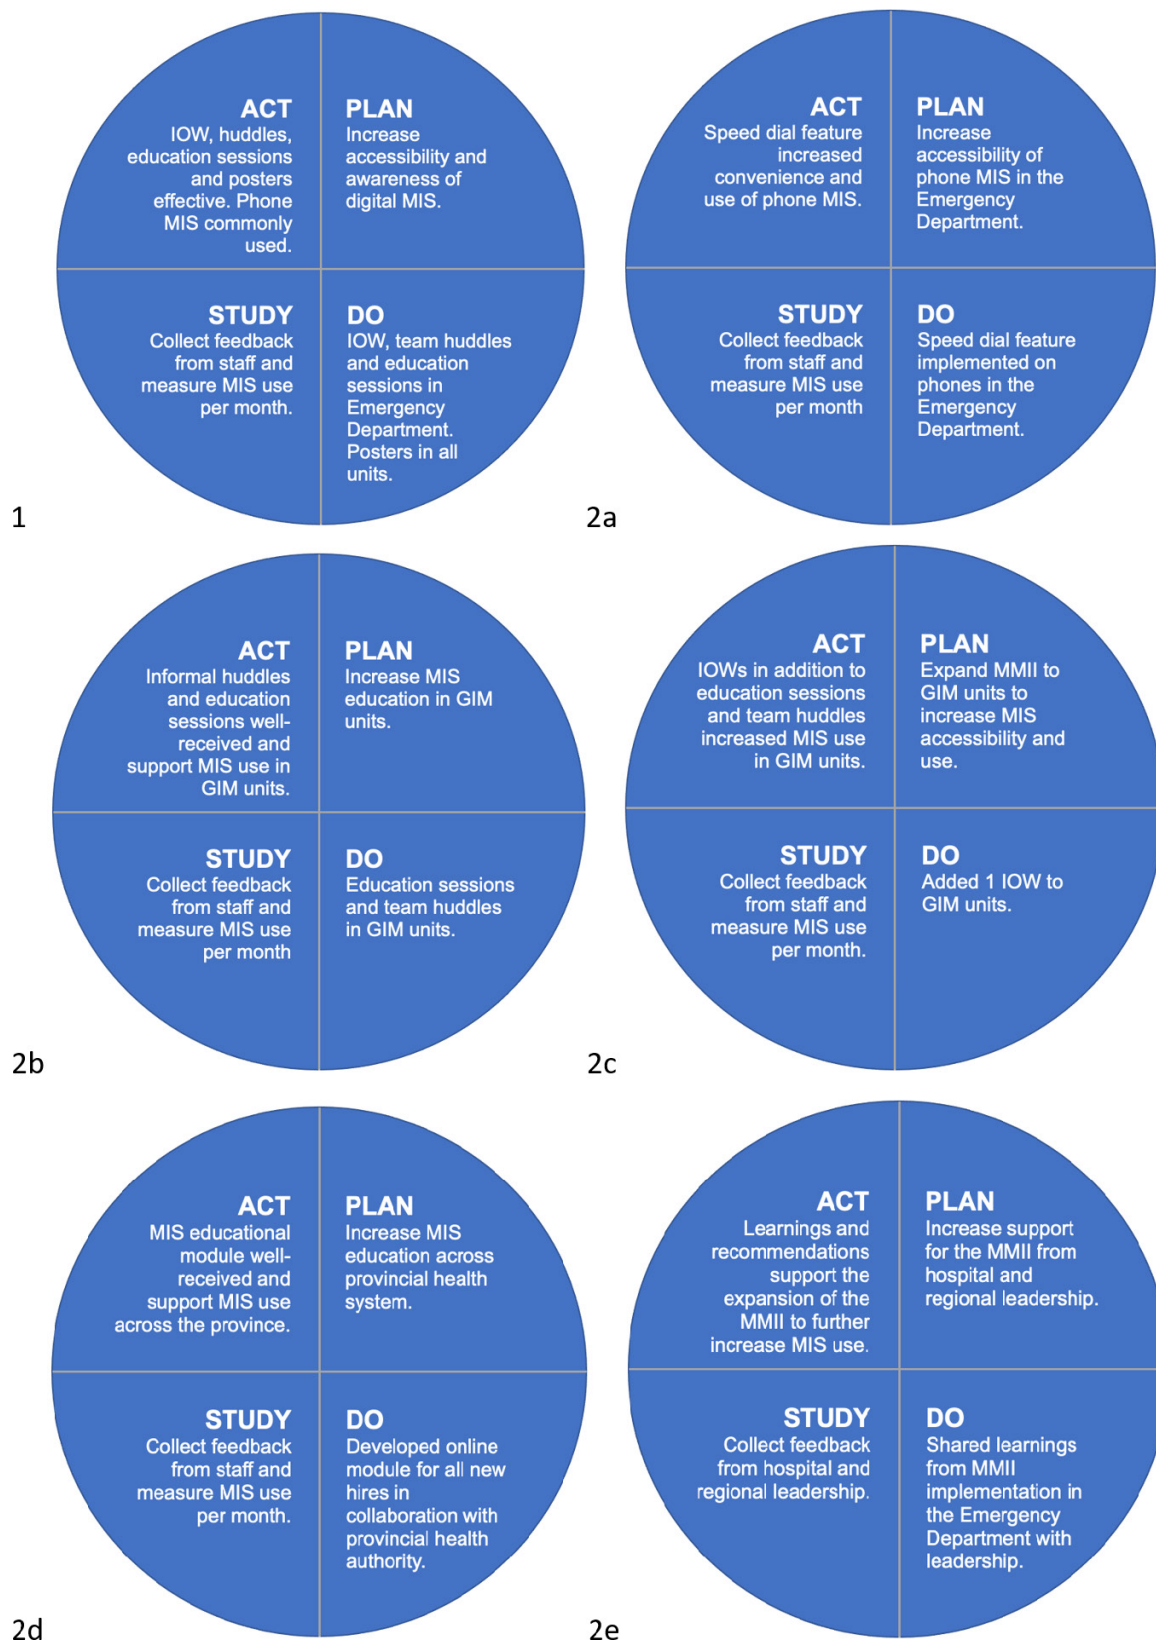 ACT
IOW, huddles,
education sessions
and posters
effective. Phone
MIS commonly
used.
PLAN
Increase
accessibility and
awareness of
digital MIS.
STUDY
Collect feedback
from staff and
measure MIS use
per month.
DO
IOW, team huddles
and education
sessions in
Emergency
Department.
Posters in all
units.
1
ACT
Speed dial feature
increased
convenience and
use of phone MIS.
PLAN
Increase
accessibility of
phone MIS in the
Emergency
Department.
STUDY
Collect feedback
from staff and
measure MIS use
per month
DO
Speed dial feature
implemented on
phones in the
Emergency
Department.
2a
ACT
Informal huddles
and education
sessions well-
received and
support MIS use in
GIM units.
PLAN
Increase MIS
education in GIM
units.
STUDY
Collect feedback
from staff and
measure MIS use
per month
DO
Education sessions
and team huddles
in GIM units.
2b
ACT
IOWs in addition to
education sessions
and team huddles
increased MIS use
in GIM units.
PLAN
Expand MMII to
GIM units to
increase MIS
accessibility and
use.
STUDY
Collect feedback
from staff and
measure MIS use
per month.
DO
Added 1 IOW to
GIM units.
2c
ACT
MIS educational
module well-
received and
support MIS use
across the province.
PLAN
Increase MIS
education across
provincial health
system.
STUDY
Collect feedback
from staff and
measure MIS use
per month.
DO
Developed online
module for all new
hires in
collaboration with
provincial health
authority.
2d
ACT
Learnings and
recommendations
support the
expansion of the
MMII to further
increase MIS use.
PLAN
Increase support
for the MMII from
hospital and
regional leadership.
STUDY
Collect feedback
from hospital and
regional leadership.
DO
Shared learnings
from MMII
implementation in
the Emergency
Department with
leadership.
2e